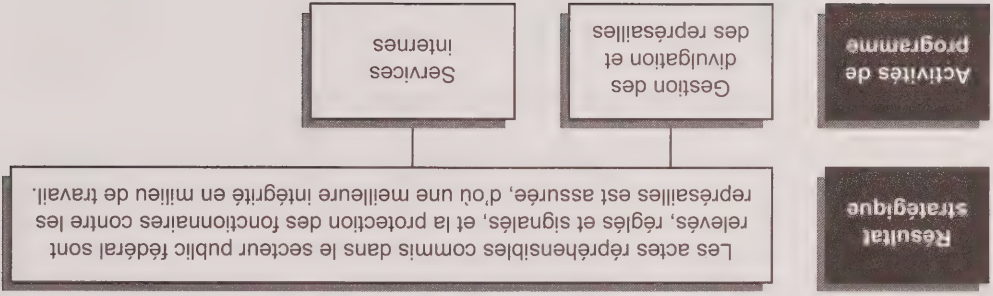 Résultat
stratégique
Les actes répréhensibles commis dans le secteur public fédéral sont
relevés, réglés et signalés, et la protection des fonctionnaires contre les
représailles est assurée, d'où une meilleure intégrité en milieu de travail.
Activités de
programme
Gestion des
divulgation et
des représailles
Services
internes